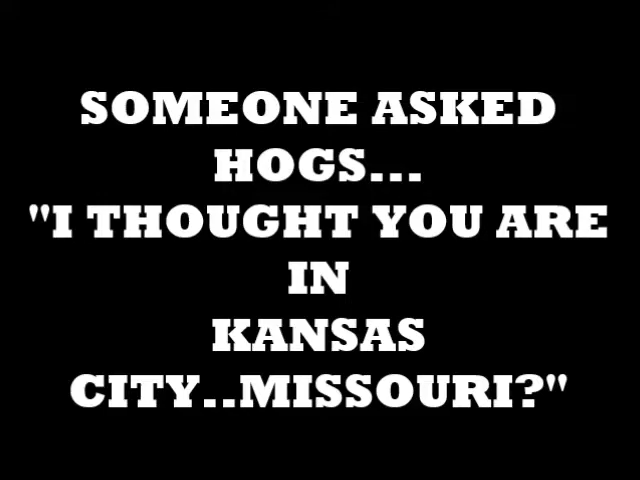 SOMEONE ASKED
HOGS...
"I THOUGHT YOU ARE
IN
KANSAS
CITY..MISSOURI?"